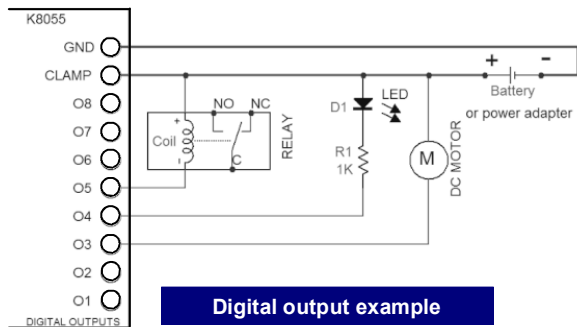 K8055
GND
CLAMP
O8
O7
O6
O5
O4
O3
O2
O1
DIGITAL OUTPUTS
+
Coil
-
NO
NC
C
RELAY
D1
LED
R1
1K
M
DC MOTOR
+
-
Battery
or power adapter
Digital output example